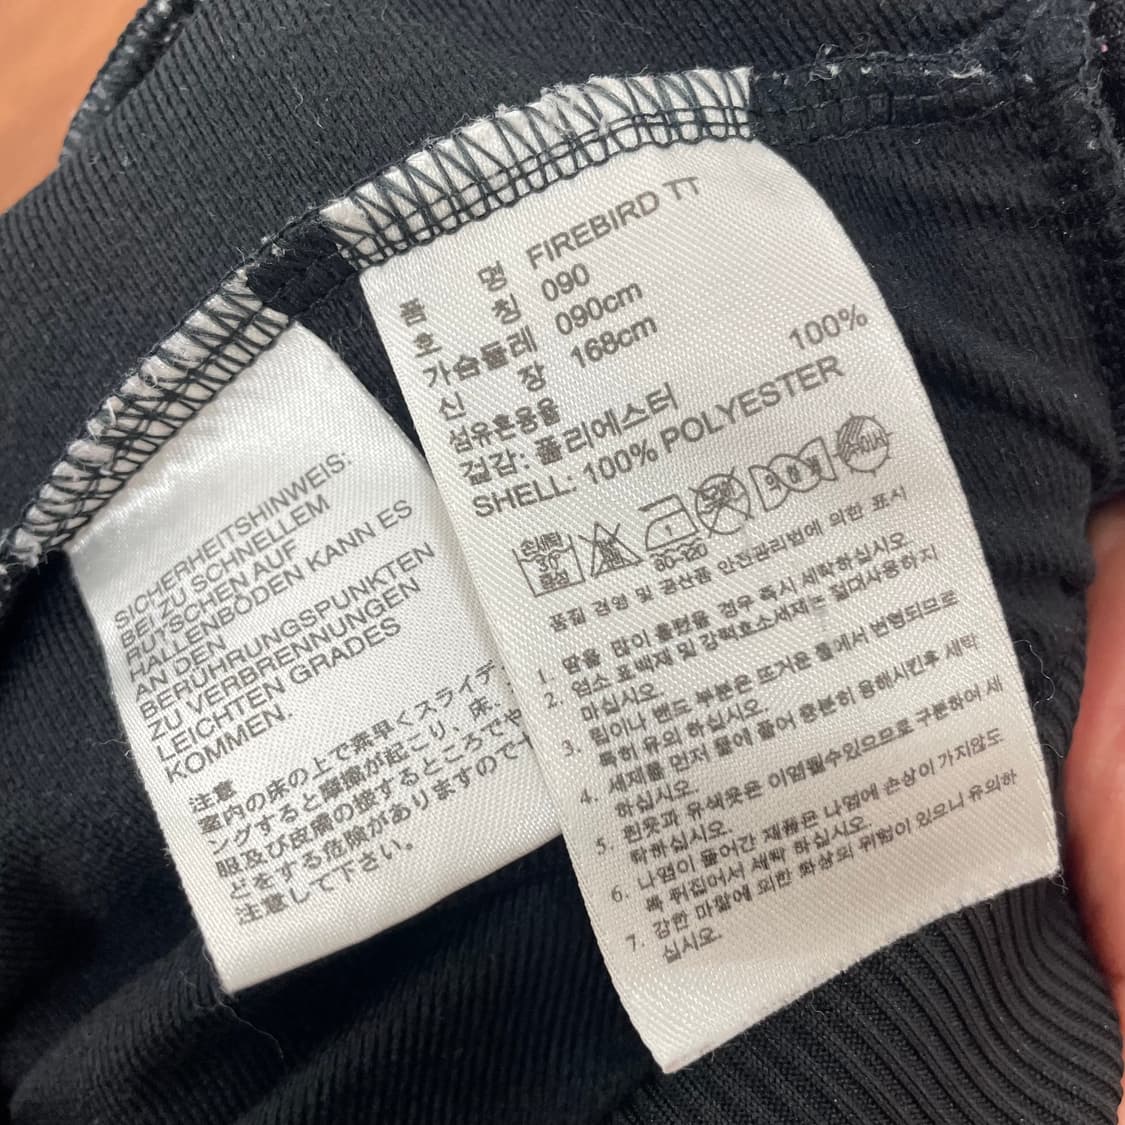 SICHERHEITSHINWEIS:
BEI ZU SCHNELLEM
RUTSCHEN AUF
HALLENBÖDEN KANN ES
AN DEN
BERÜHRUNGSPUNKTEN
ZU VERBRENNUNGEN
LEICHTEN GRADES
KOMMEN.
注意
室内の床の上で素早くスライデ
ングすると摩擦が起こり、床、
服及び皮膚の接するところでや
どをする危険がありますので十
注意して下さい。
품 명 FIREBIRD TT
호 칭 090
가슴둘레 090cm
신 장 168cm
섬유혼용율
겉감: 폴리에스터 100%
SHELL: 100% POLYESTER
손세탁
30
중성
1
80~120
드라이
품질 경영 및 공산품 안전관리법에 의한 표시
1. 땀을 많이 흘렸을 경우 즉시 세탁하십시오.
2. 염소 표백제 및 강력효소세제는 절대사용하지
마십시오.
3. 립이나 밴드 부분은 뜨거운 물에서 변형되므로
특히 유의 하십시오.
4. 세제를 먼저 물에 풀어 충분히 용해시킨후 세탁
하십시오.
5. 흰옷과 유색옷은 이염될수있으므로 구분하여 세
탁하십시오.
6. 나염이 들어간 제품은 나염에 손상이 가지않도
록 뒤집어서 세탁 하십시오.
7. 강한 마찰에 의한 화상의 위험이 있으니 유의하
십시오.